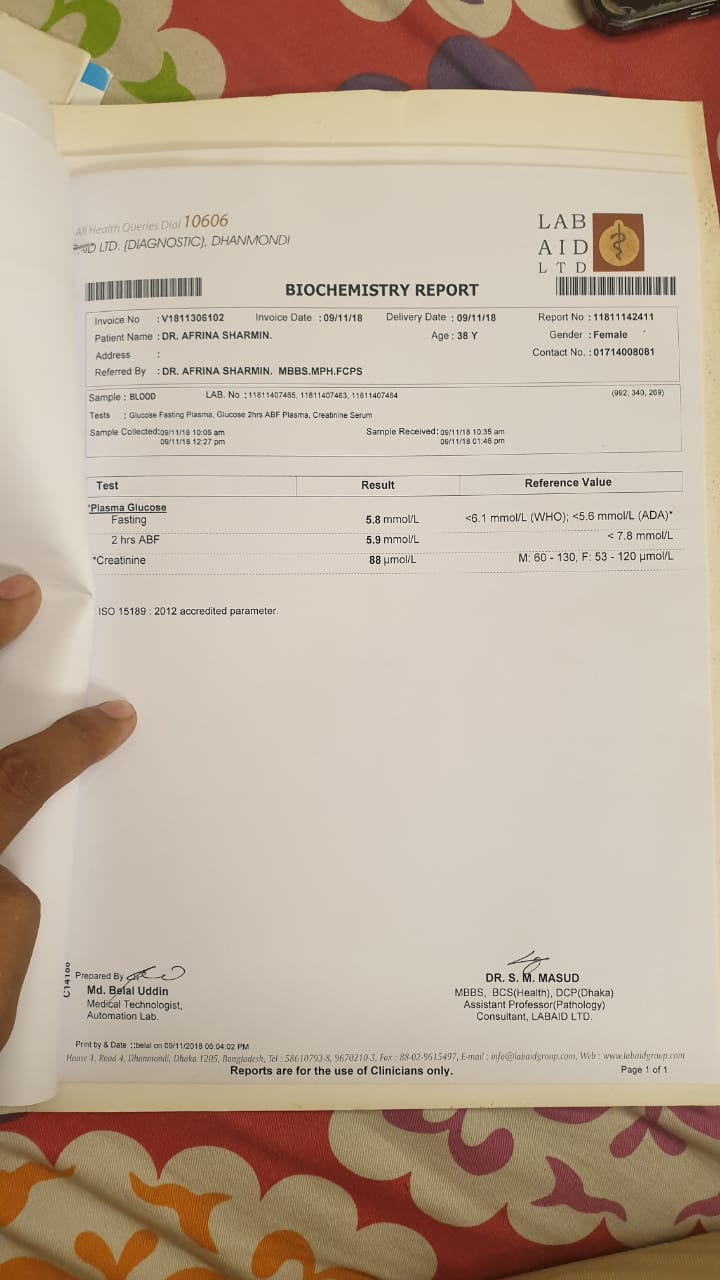 All Health Queries Dial 10606
LTD. (DIAGNOSTIC), DHANMONDI
LAB
AID
LTD
BIOCHEMISTRY REPORT
Invoice No : V1811306102 Invoice Date : 09/11/18 Delivery Date : 09/11/18 Report No : 11811142411
Patient Name : DR. AFRINA SHARMIN. Age : 38 Y Gender : Female
Address : Contact No. : 01714008081
Referred By : DR. AFRINA SHARMIN. MBBS.MPH.FCPS
Sample : BLOOD LAB. No : 11811407465, 11811407463, 11811407464 (992, 340, 269)
Tests : Glucose Fasting Plasma, Glucose 2hrs ABF Plasma, Creatinine Serum
Sample Collected: 09/11/18 10:05 am Sample Received: 09/11/18 10:35 am
09/11/18 12:27 pm 09/11/18 01:46 pm
Test Result Reference Value
*Plasma Glucose
Fasting 5.8 mmol/L <6.1 mmol/L (WHO); <5.6 mmol/L (ADA)*
2 hrs ABF 5.9 mmol/L < 7.8 mmol/L
*Creatinine 88 µmol/L M: 60 - 130, F: 53 - 120 µmol/L
ISO 15189 : 2012 accredited parameter.
C14108
Prepared By
Md. Belal Uddin
Medical Technologist,
Automation Lab.
DR. S. M. MASUD
MBBS, BCS(Health), DCP(Dhaka)
Assistant Professor(Pathology)
Consultant, LABAID LTD.
Print by & Date ::belal on 09/11/2018 05:04:02 PM
House 1, Road 4, Dhanmondi, Dhaka 1205, Bangladesh, Tel : 58610793-8, 9670210-3, Fax : 88-02-9615497, E-mail : info@labaidgroup.com, Web : www.labaidgroup.com
Reports are for the use of Clinicians only. Page 1 of 1